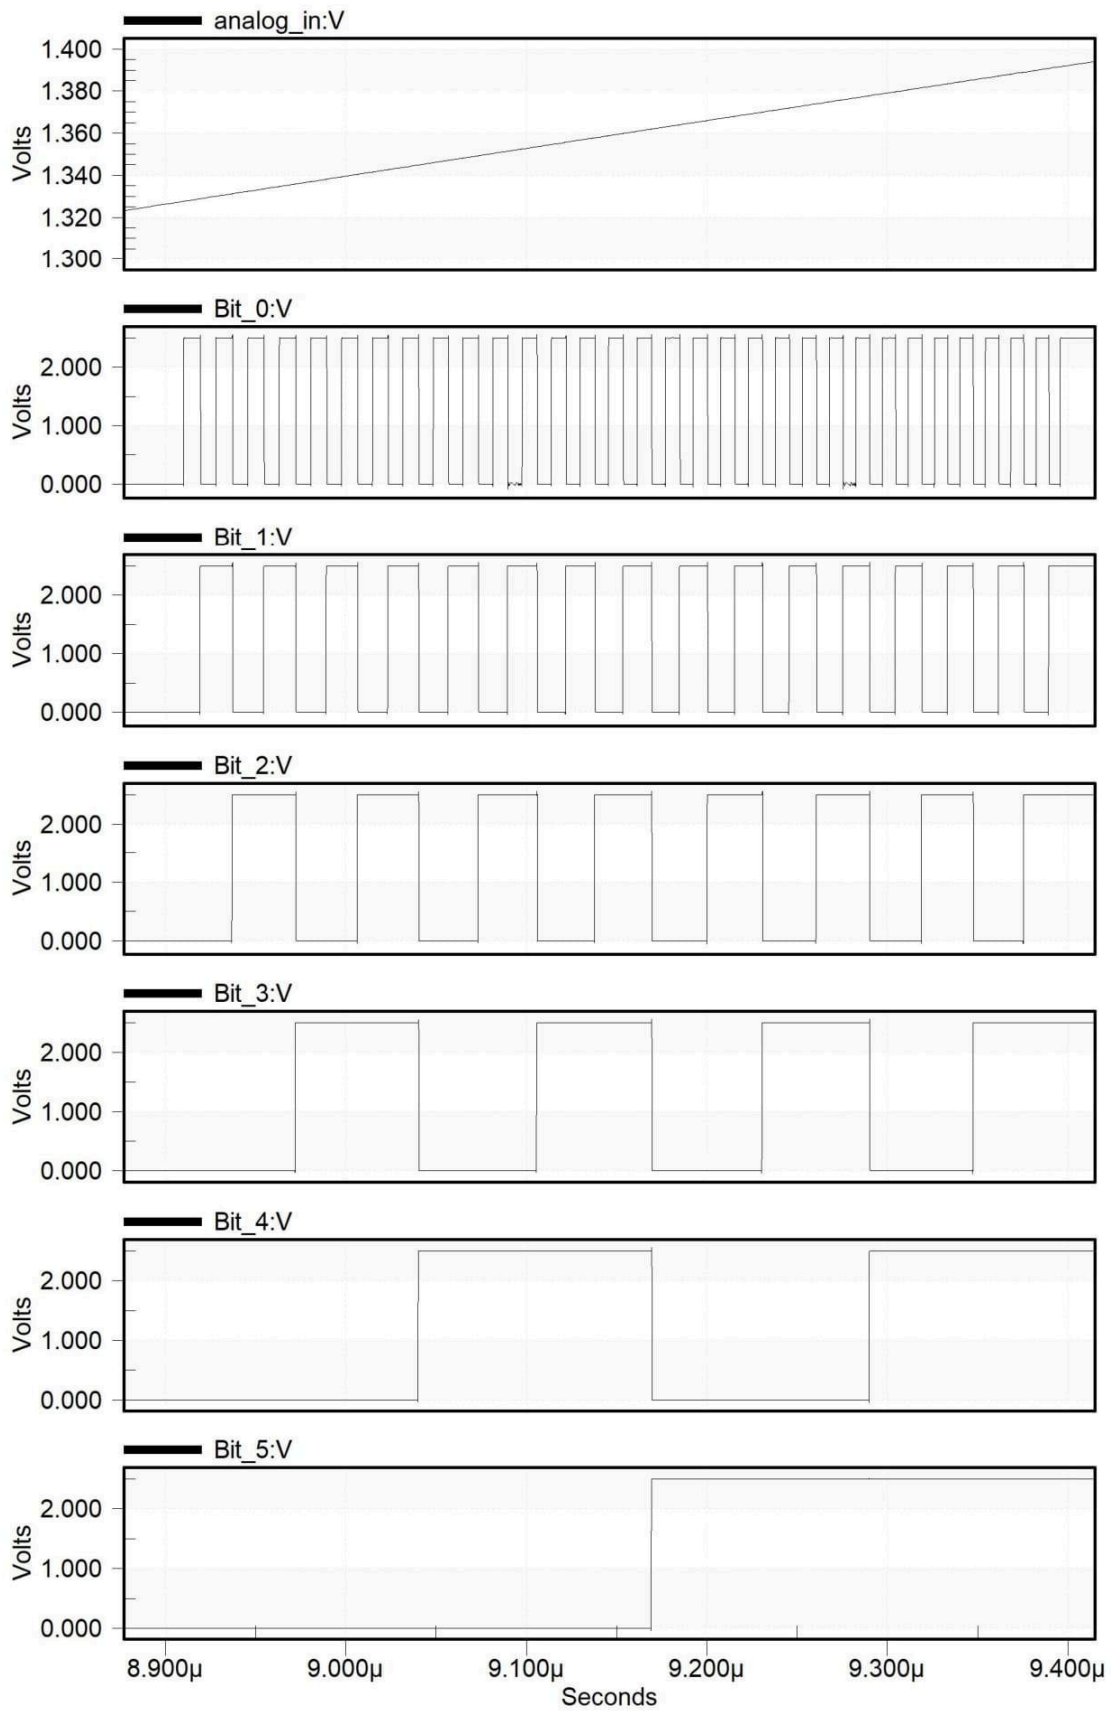 analog_in:V
1.400
1.380
1.360
1.340
1.320
1.300
Volts
Bit_0:V
2.000
1.000
0.000
Volts
Bit_1:V
2.000
1.000
0.000
Volts
Bit_2:V
2.000
1.000
0.000
Volts
Bit_3:V
2.000
1.000
0.000
Volts
Bit_4:V
2.000
1.000
0.000
Volts
Bit_5:V
2.000
1.000
0.000
Volts
8.900µ 9.000µ 9.100µ 9.200µ 9.300µ 9.400µ
Seconds